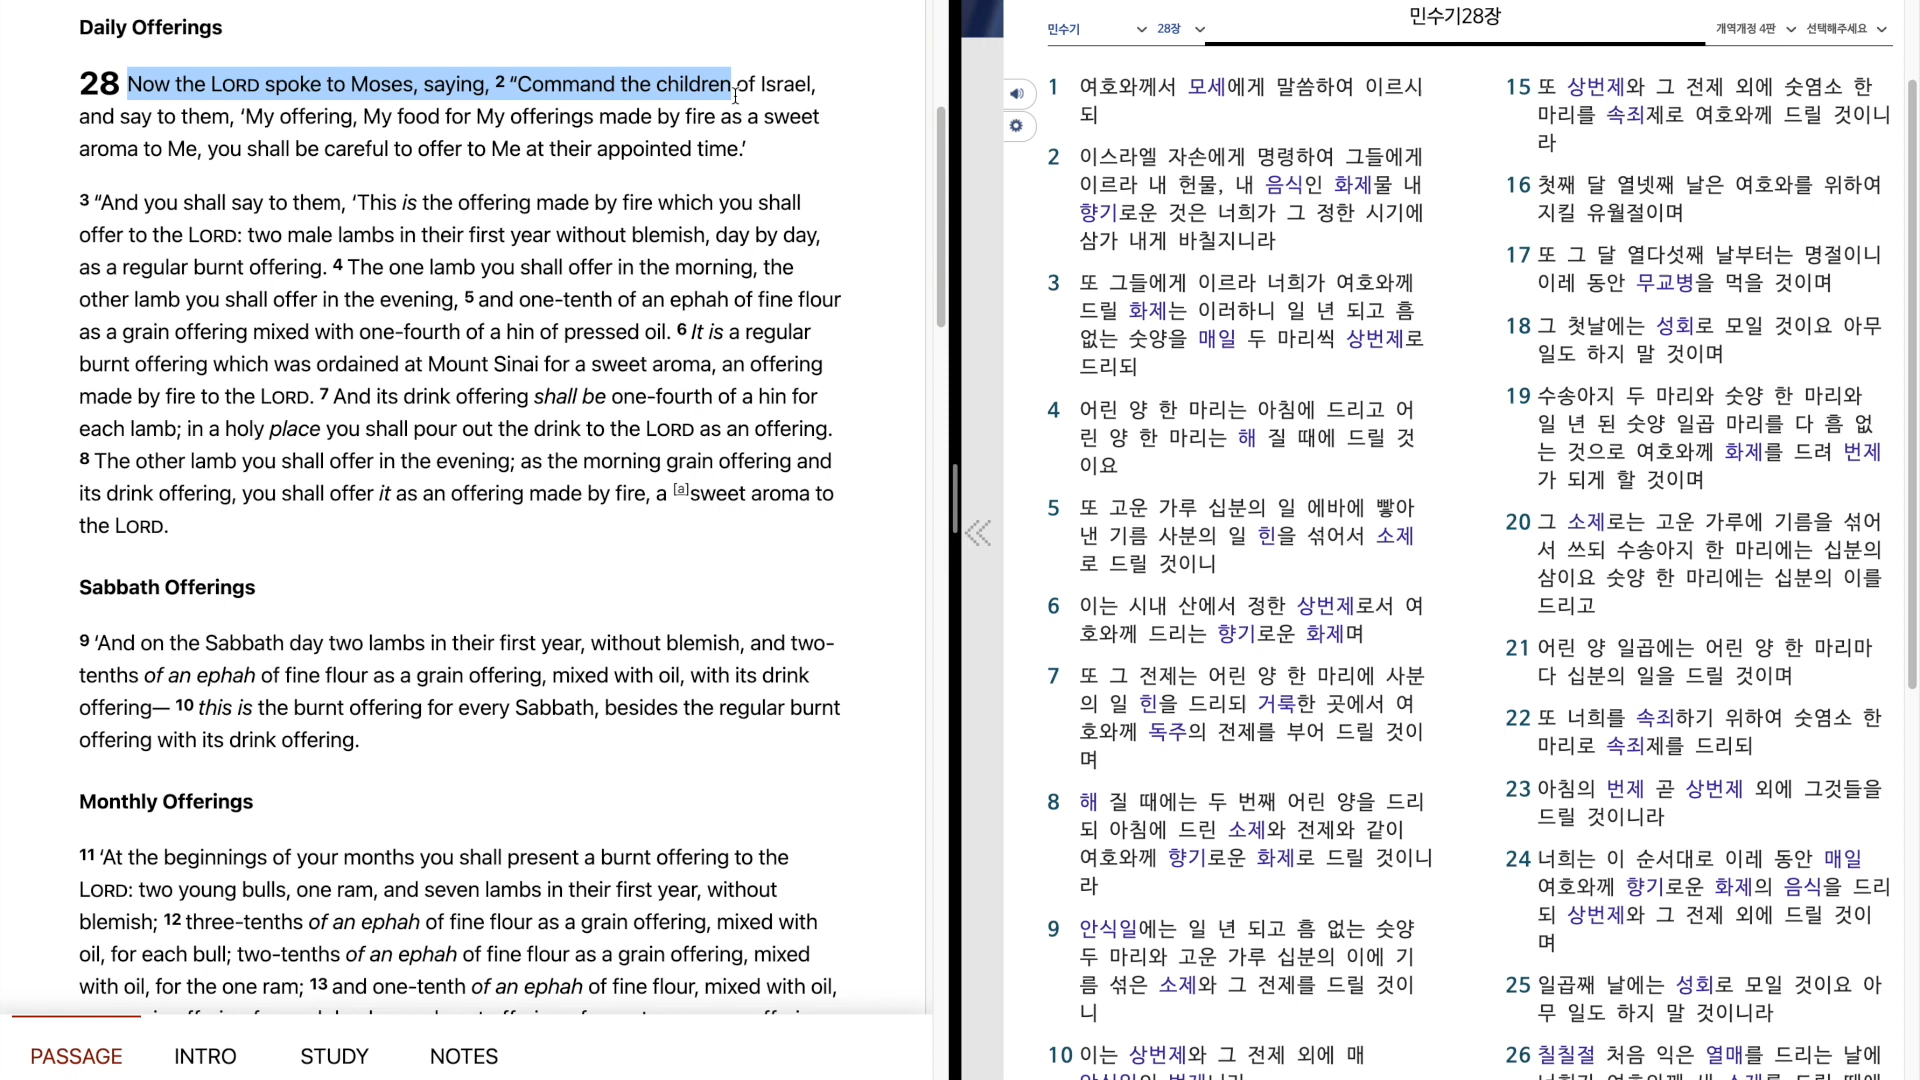 Daily Offerings
28 Now the LORD spoke to Moses, saying, 2 “Command the children of Israel,
and say to them, ‘My offering, My food for My offerings made by fire as a sweet
aroma to Me, you shall be careful to offer to Me at their appointed time.’
3 “And you shall say to them, ‘This is the offering made by fire which you shall
offer to the LORD: two male lambs in their first year without blemish, day by day,
as a regular burnt offering. 4 The one lamb you shall offer in the morning, the
other lamb you shall offer in the evening, 5 and one-tenth of an ephah of fine flour
as a grain offering mixed with one-fourth of a hin of pressed oil. 6 It is a regular
burnt offering which was ordained at Mount Sinai for a sweet aroma, an offering
made by fire to the LORD. 7 And its drink offering shall be one-fourth of a hin for
each lamb; in a holy place you shall pour out the drink to the LORD as an offering.
8 The other lamb you shall offer in the evening; as the morning grain offering and
its drink offering, you shall offer it as an offering made by fire, a [a]sweet aroma to
the LORD.
Sabbath Offerings
9 ‘And on the Sabbath day two lambs in their first year, without blemish, and two-
tenths of an ephah of fine flour as a grain offering, mixed with oil, with its drink
offering— 10 this is the burnt offering for every Sabbath, besides the regular burnt
offering with its drink offering.
Monthly Offerings
11 ‘At the beginnings of your months you shall present a burnt offering to the
LORD: two young bulls, one ram, and seven lambs in their first year, without
blemish; 12 three-tenths of an ephah of fine flour as a grain offering, mixed with
oil, for each bull; two-tenths of an ephah of fine flour as a grain offering, mixed
with oil, for the one ram; 13 and one-tenth of an ephah of fine flour, mixed with oil,
PASSAGE INTRO STUDY NOTES
민수기28장
민수기 28장 개역개정 4판 선택해주세요
1 여호와께서 모세에게 말씀하여 이르시
되
2 이스라엘 자손에게 명령하여 그들에게
이르라 내 헌물, 내 음식인 화제물 내
향기로운 것은 너희가 그 정한 시기에
삼가 내게 바칠지니라
3 또 그들에게 이르라 너희가 여호와께
드릴 화제는 이러하니 일 년 되고 흠
없는 숫양을 매일 두 마리씩 상번제로
드리되
4 어린 양 한 마리는 아침에 드리고 어
린 양 한 마리는 해 질 때에 드릴 것
이요
5 또 고운 가루 십분의 일 에바에 빻아
낸 기름 사분의 일 힌을 섞어서 소제
로 드릴 것이니
6 이는 시내 산에서 정한 상번제로서 여
호와께 드리는 향기로운 화제며
7 또 그 전제는 어린 양 한 마리에 사분
의 일 힌을 드리되 거룩한 곳에서 여
호와께 독주의 전제를 부어 드릴 것이
며
8 해 질 때에는 두 번째 어린 양을 드리
되 아침에 드린 소제와 전제와 같이
여호와께 향기로운 화제로 드릴 것이니
라
9 안식일에는 일 년 되고 흠 없는 숫양
두 마리와 고운 가루 십분의 이에 기
름 섞은 소제와 그 전제를 드릴 것이
니
10 이는 상번제와 그 전제 외에 매
안식일의 번제니라
15 또 상번제와 그 전제 외에 숫염소 한
마리를 속죄제로 여호와께 드릴 것이니
라
16 첫째 달 열넷째 날은 여호와를 위하여
지킬 유월절이며
17 또 그 달 열다섯째 날부터는 명절이니
이레 동안 무교병을 먹을 것이며
18 그 첫날에는 성회로 모일 것이요 아무
일도 하지 말 것이며
19 수송아지 두 마리와 숫양 한 마리와
일 년 된 숫양 일곱 마리를 다 흠 없
는 것으로 여호와께 화제를 드려 번제
가 되게 할 것이며
20 그 소제로는 고운 가루에 기름을 섞어
서 쓰되 수송아지 한 마리에는 십분의
삼이요 숫양 한 마리에는 십분의 이를
드리고
21 어린 양 일곱에는 어린 양 한 마리마
다 십분의 일을 드릴 것이며
22 또 너희를 속죄하기 위하여 숫염소 한
마리로 속죄제를 드리되
23 아침의 번제 곧 상번제 외에 그것들을
드릴 것이니라
24 너희는 이 순서대로 이레 동안 매일
여호와께 향기로운 화제의 음식을 드리
되 상번제와 그 전제 외에 드릴 것이
며
25 일곱째 날에는 성회로 모일 것이요 아
무 일도 하지 말 것이니라
26 칠칠절 처음 익은 열매를 드리는 날에